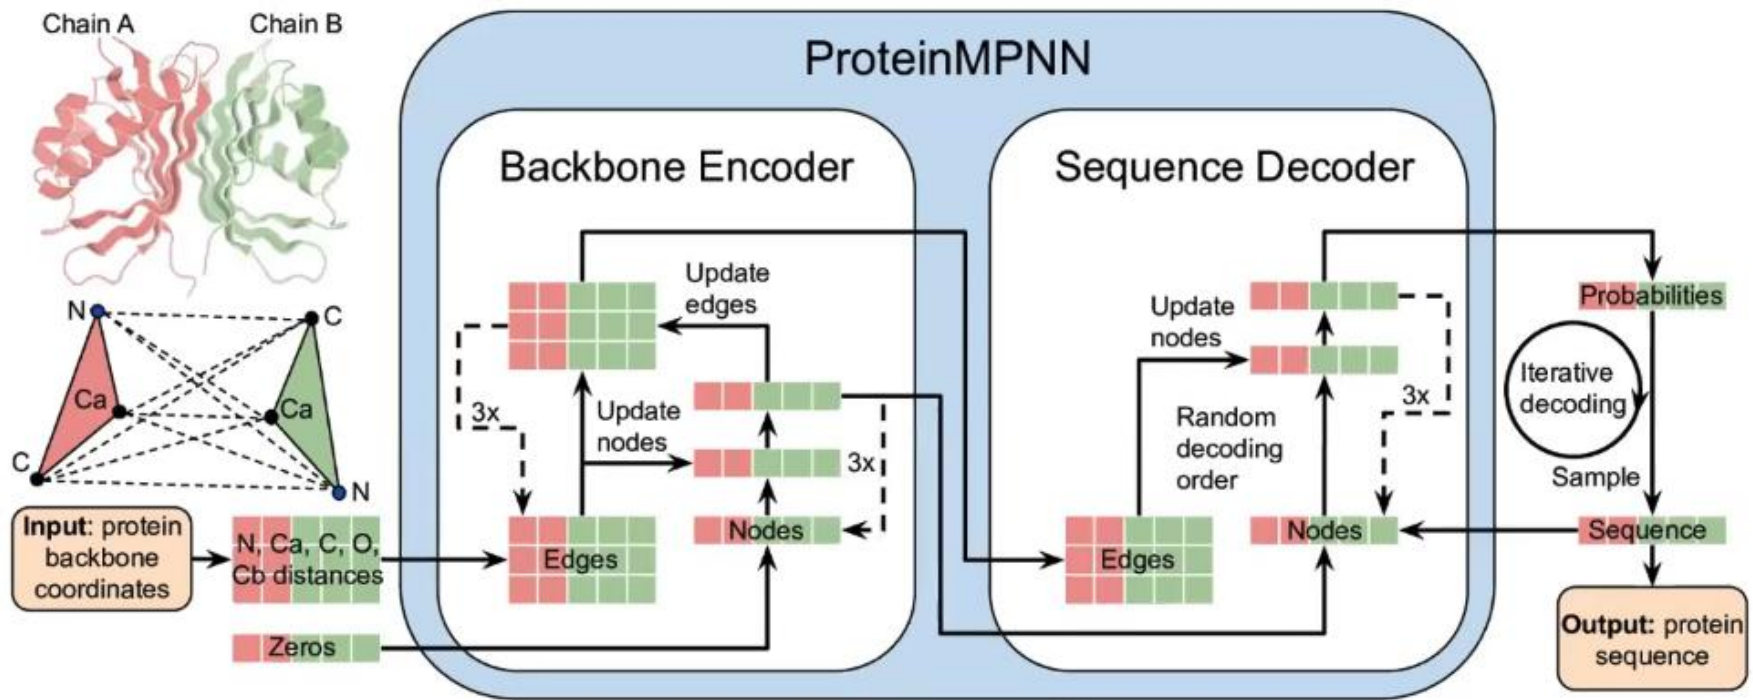 Chain A
Chain B
ProteinMPNN
Backbone Encoder
Sequence Decoder
N
C
Ca
Ca
C
N
Input: protein
backbone
coordinates
N, Ca, C, O,
Cb distances
Zeros
Update
edges
3x
Update
nodes
3x
Edges
Nodes
Update
nodes
Random
decoding
order
3x
Edges
Nodes
Probabilities
Iterative
decoding
Sample
Sequence
Output: protein
sequence